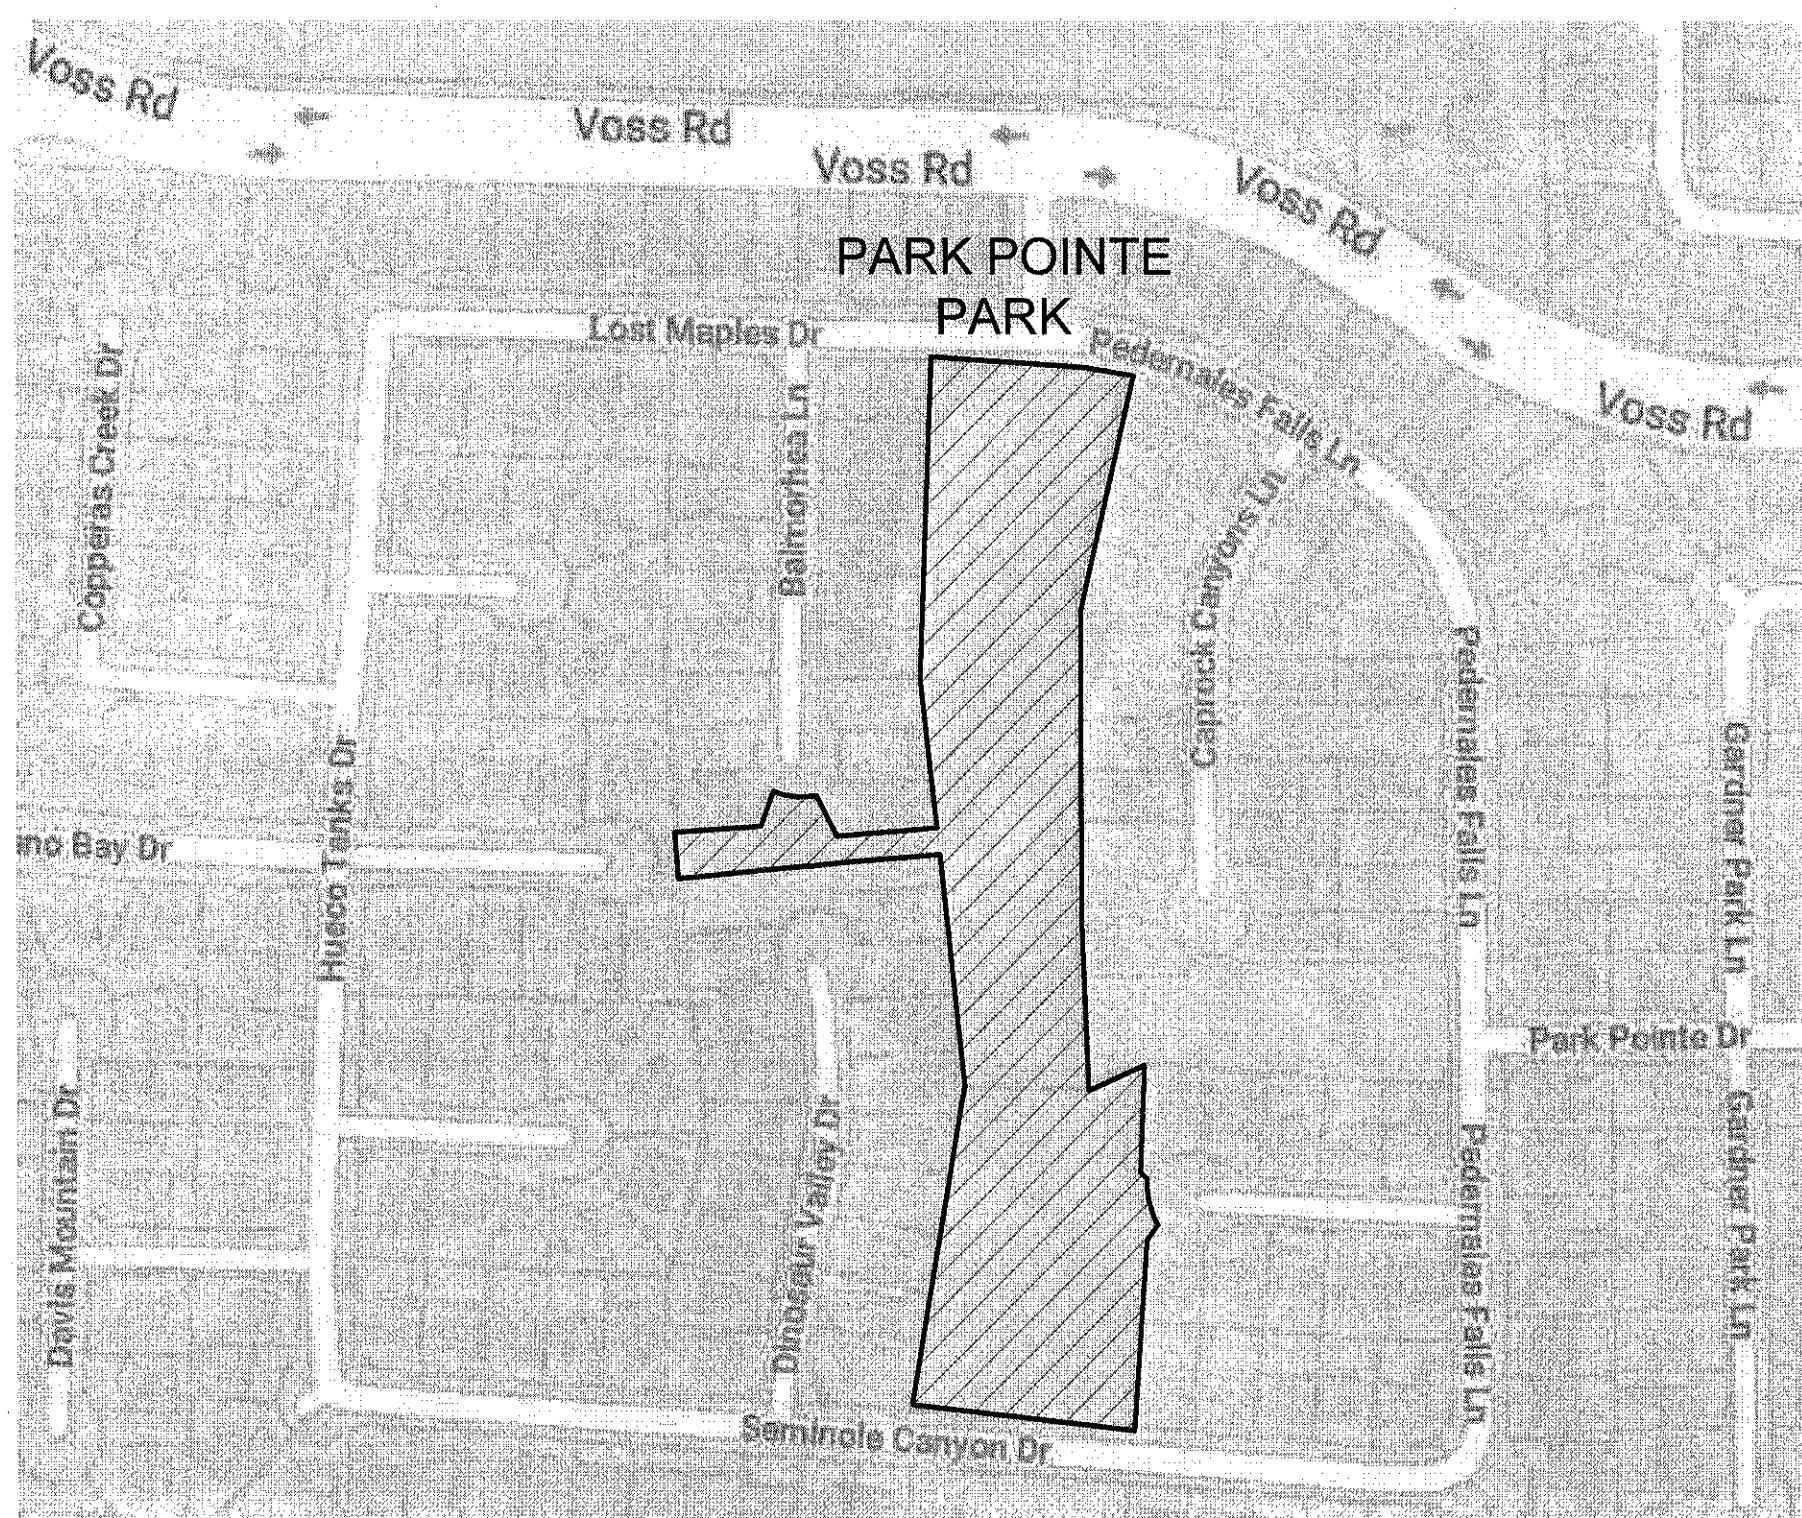 Voss Rd
Voss Rd
Voss Rd
Voss Rd
Voss Rd
PARK POINTE
PARK
Lost Maples Dr
Pedernales Falls Ln
Copperas Creek Dr
Balmorhea Ln
Caprock Canyons Ln
Pedernales Falls Ln
Hueco Tanks Dr
Gardner Park Ln
ino Bay Dr
Park Pointe Dr
Davis Mountain Dr
Dinosaur Valley Dr
Pedernales Falls Ln
Gardner Park Ln
Seminole Canyon Dr